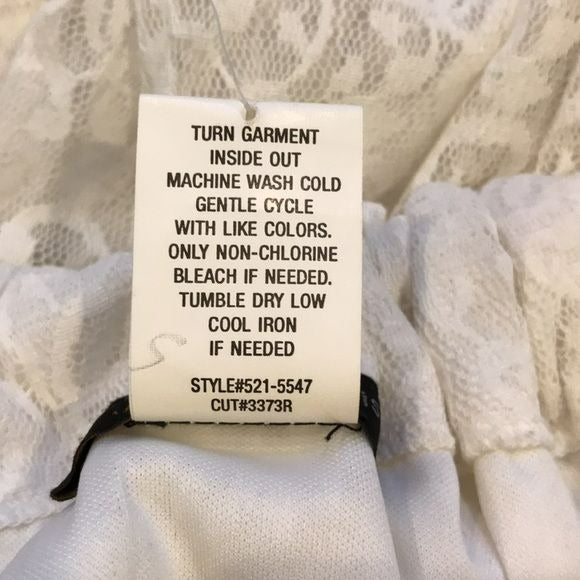 TURN GARMENT
INSIDE OUT
MACHINE WASH COLD
GENTLE CYCLE
WITH LIKE COLORS.
ONLY NON-CHLORINE
BLEACH IF NEEDED.
TUMBLE DRY LOW
COOL IRON
IF NEEDED
STYLE#521-5547
CUT#3373R